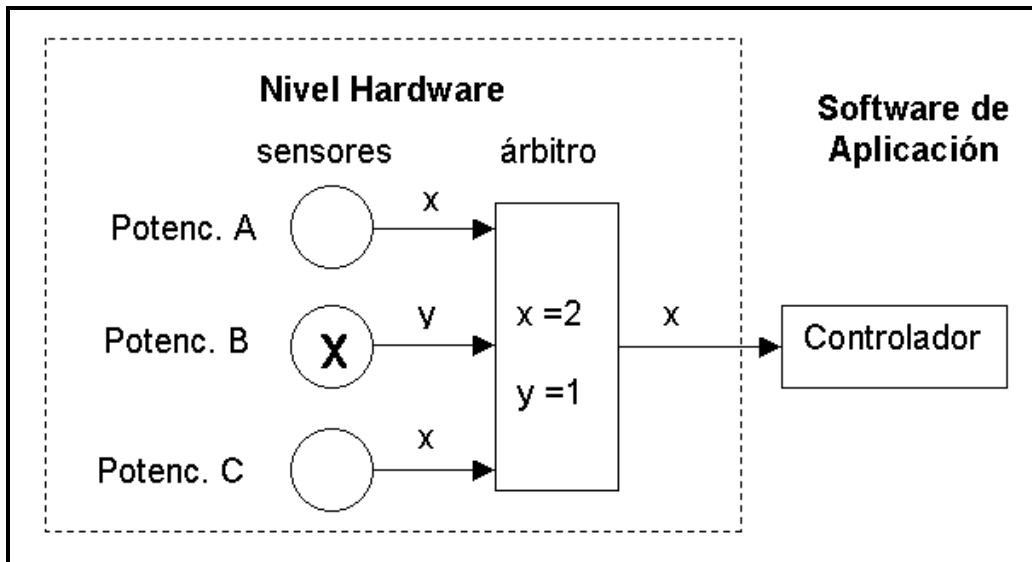 Nivel Hardware
Software de
Aplicación
sensores
árbitro
Potenc. A
x
Potenc. B
X
y
x =2
y =1
x
Controlador
Potenc. C
x